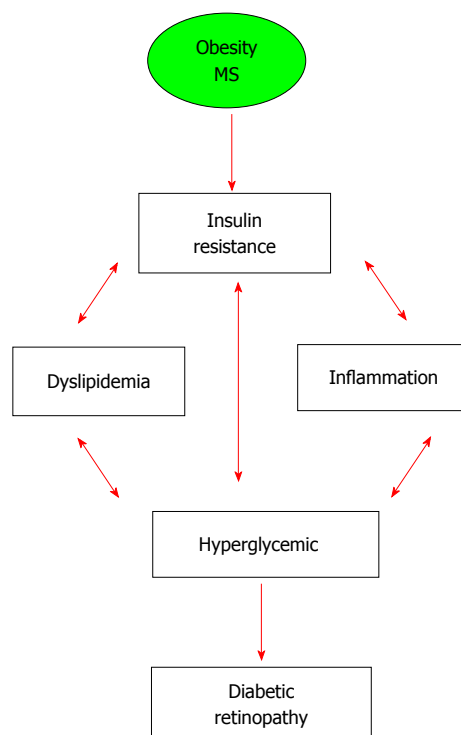 Obesity
MS
Insulin
resistance
Dyslipidemia
Inflammation
Hyperglycemic
Diabetic
retinopathy